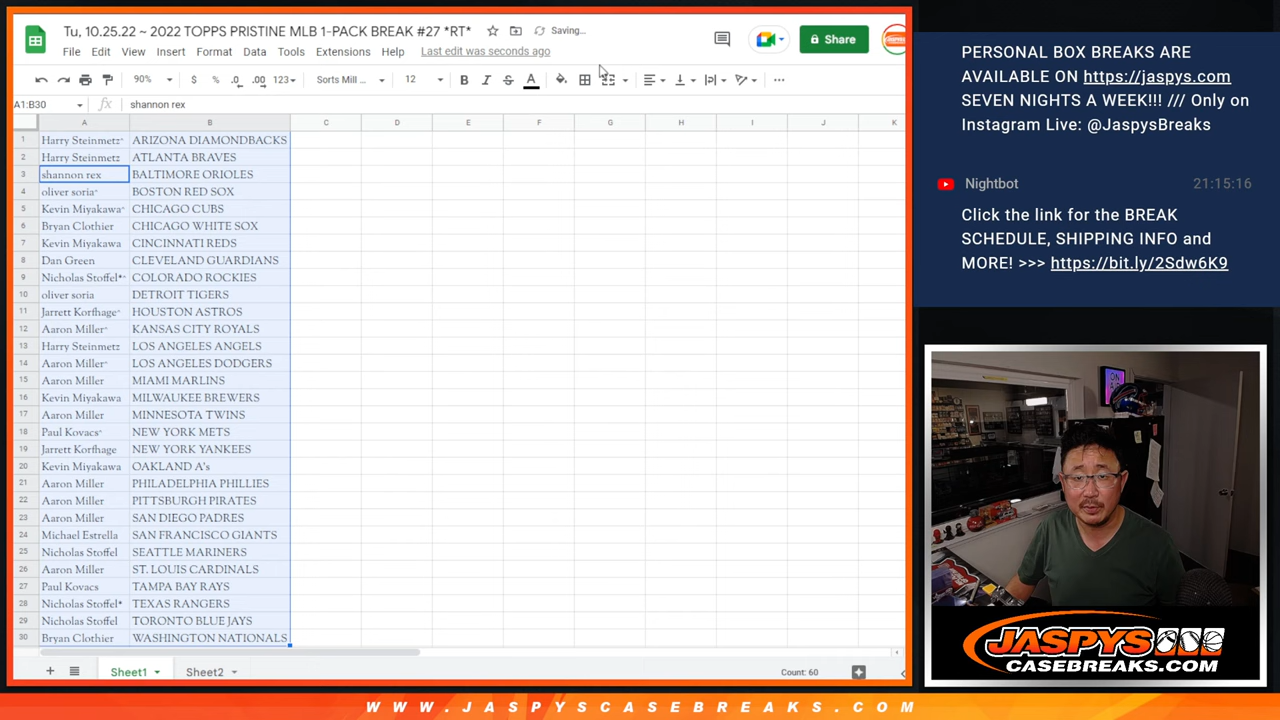 Tu, 10.25.22 ~ 2022 TOPPS PRISTINE MLB 1-PACK BREAK #27 *RT*
Saving...
File Edit View Insert Format Data Tools Extensions Help Last edit was seconds ago
Share
90% $ % .0 .00 123 Sorts Mill ... 12
A1:B30 fx shannon rex
A B C D E F G H I J K
1 Harry Steinmetz^ ARIZONA DIAMONDBACKS
2 Harry Steinmetz ATLANTA BRAVES
3 shannon rex BALTIMORE ORIOLES
4 oliver soria^ BOSTON RED SOX
5 Kevin Miyakawa^ CHICAGO CUBS
6 Bryan Clothier CHICAGO WHITE SOX
7 Kevin Miyakawa CINCINNATI REDS
8 Dan Green CLEVELAND GUARDIANS
9 Nicholas Stoffel*^ COLORADO ROCKIES
10 oliver soria DETROIT TIGERS
11 Jarrett Korfhage^ HOUSTON ASTROS
12 Aaron Miller^ KANSAS CITY ROYALS
13 Harry Steinmetz LOS ANGELES ANGELS
14 Aaron Miller^ LOS ANGELES DODGERS
15 Aaron Miller MIAMI MARLINS
16 Kevin Miyakawa MILWAUKEE BREWERS
17 Aaron Miller MINNESOTA TWINS
18 Paul Kovacs^ NEW YORK METS
19 Jarrett Korfhage NEW YORK YANKEES
20 Kevin Miyakawa OAKLAND A's
21 Aaron Miller PHILADELPHIA PHILLIES
22 Aaron Miller PITTSBURGH PIRATES
23 Aaron Miller SAN DIEGO PADRES
24 Michael Estrella SAN FRANCISCO GIANTS
25 Nicholas Stoffel SEATTLE MARINERS
26 Aaron Miller ST. LOUIS CARDINALS
27 Paul Kovacs TAMPA BAY RAYS
28 Nicholas Stoffel* TEXAS RANGERS
29 Nicholas Stoffel TORONTO BLUE JAYS
30 Bryan Clothier WASHINGTON NATIONALS
Sheet1 Sheet2 Count: 60
PERSONAL BOX BREAKS ARE
AVAILABLE ON https://jaspys.com
SEVEN NIGHTS A WEEK!!! /// Only on
Instagram Live: @JaspysBreaks
Nightbot 21:15:16
Click the link for the BREAK
SCHEDULE, SHIPPING INFO and
MORE! >>> https://bit.ly/2Sdw6K9
JASPYS
CASEBREAKS.COM
WWW.JASPYSCASEBREAKS.COM